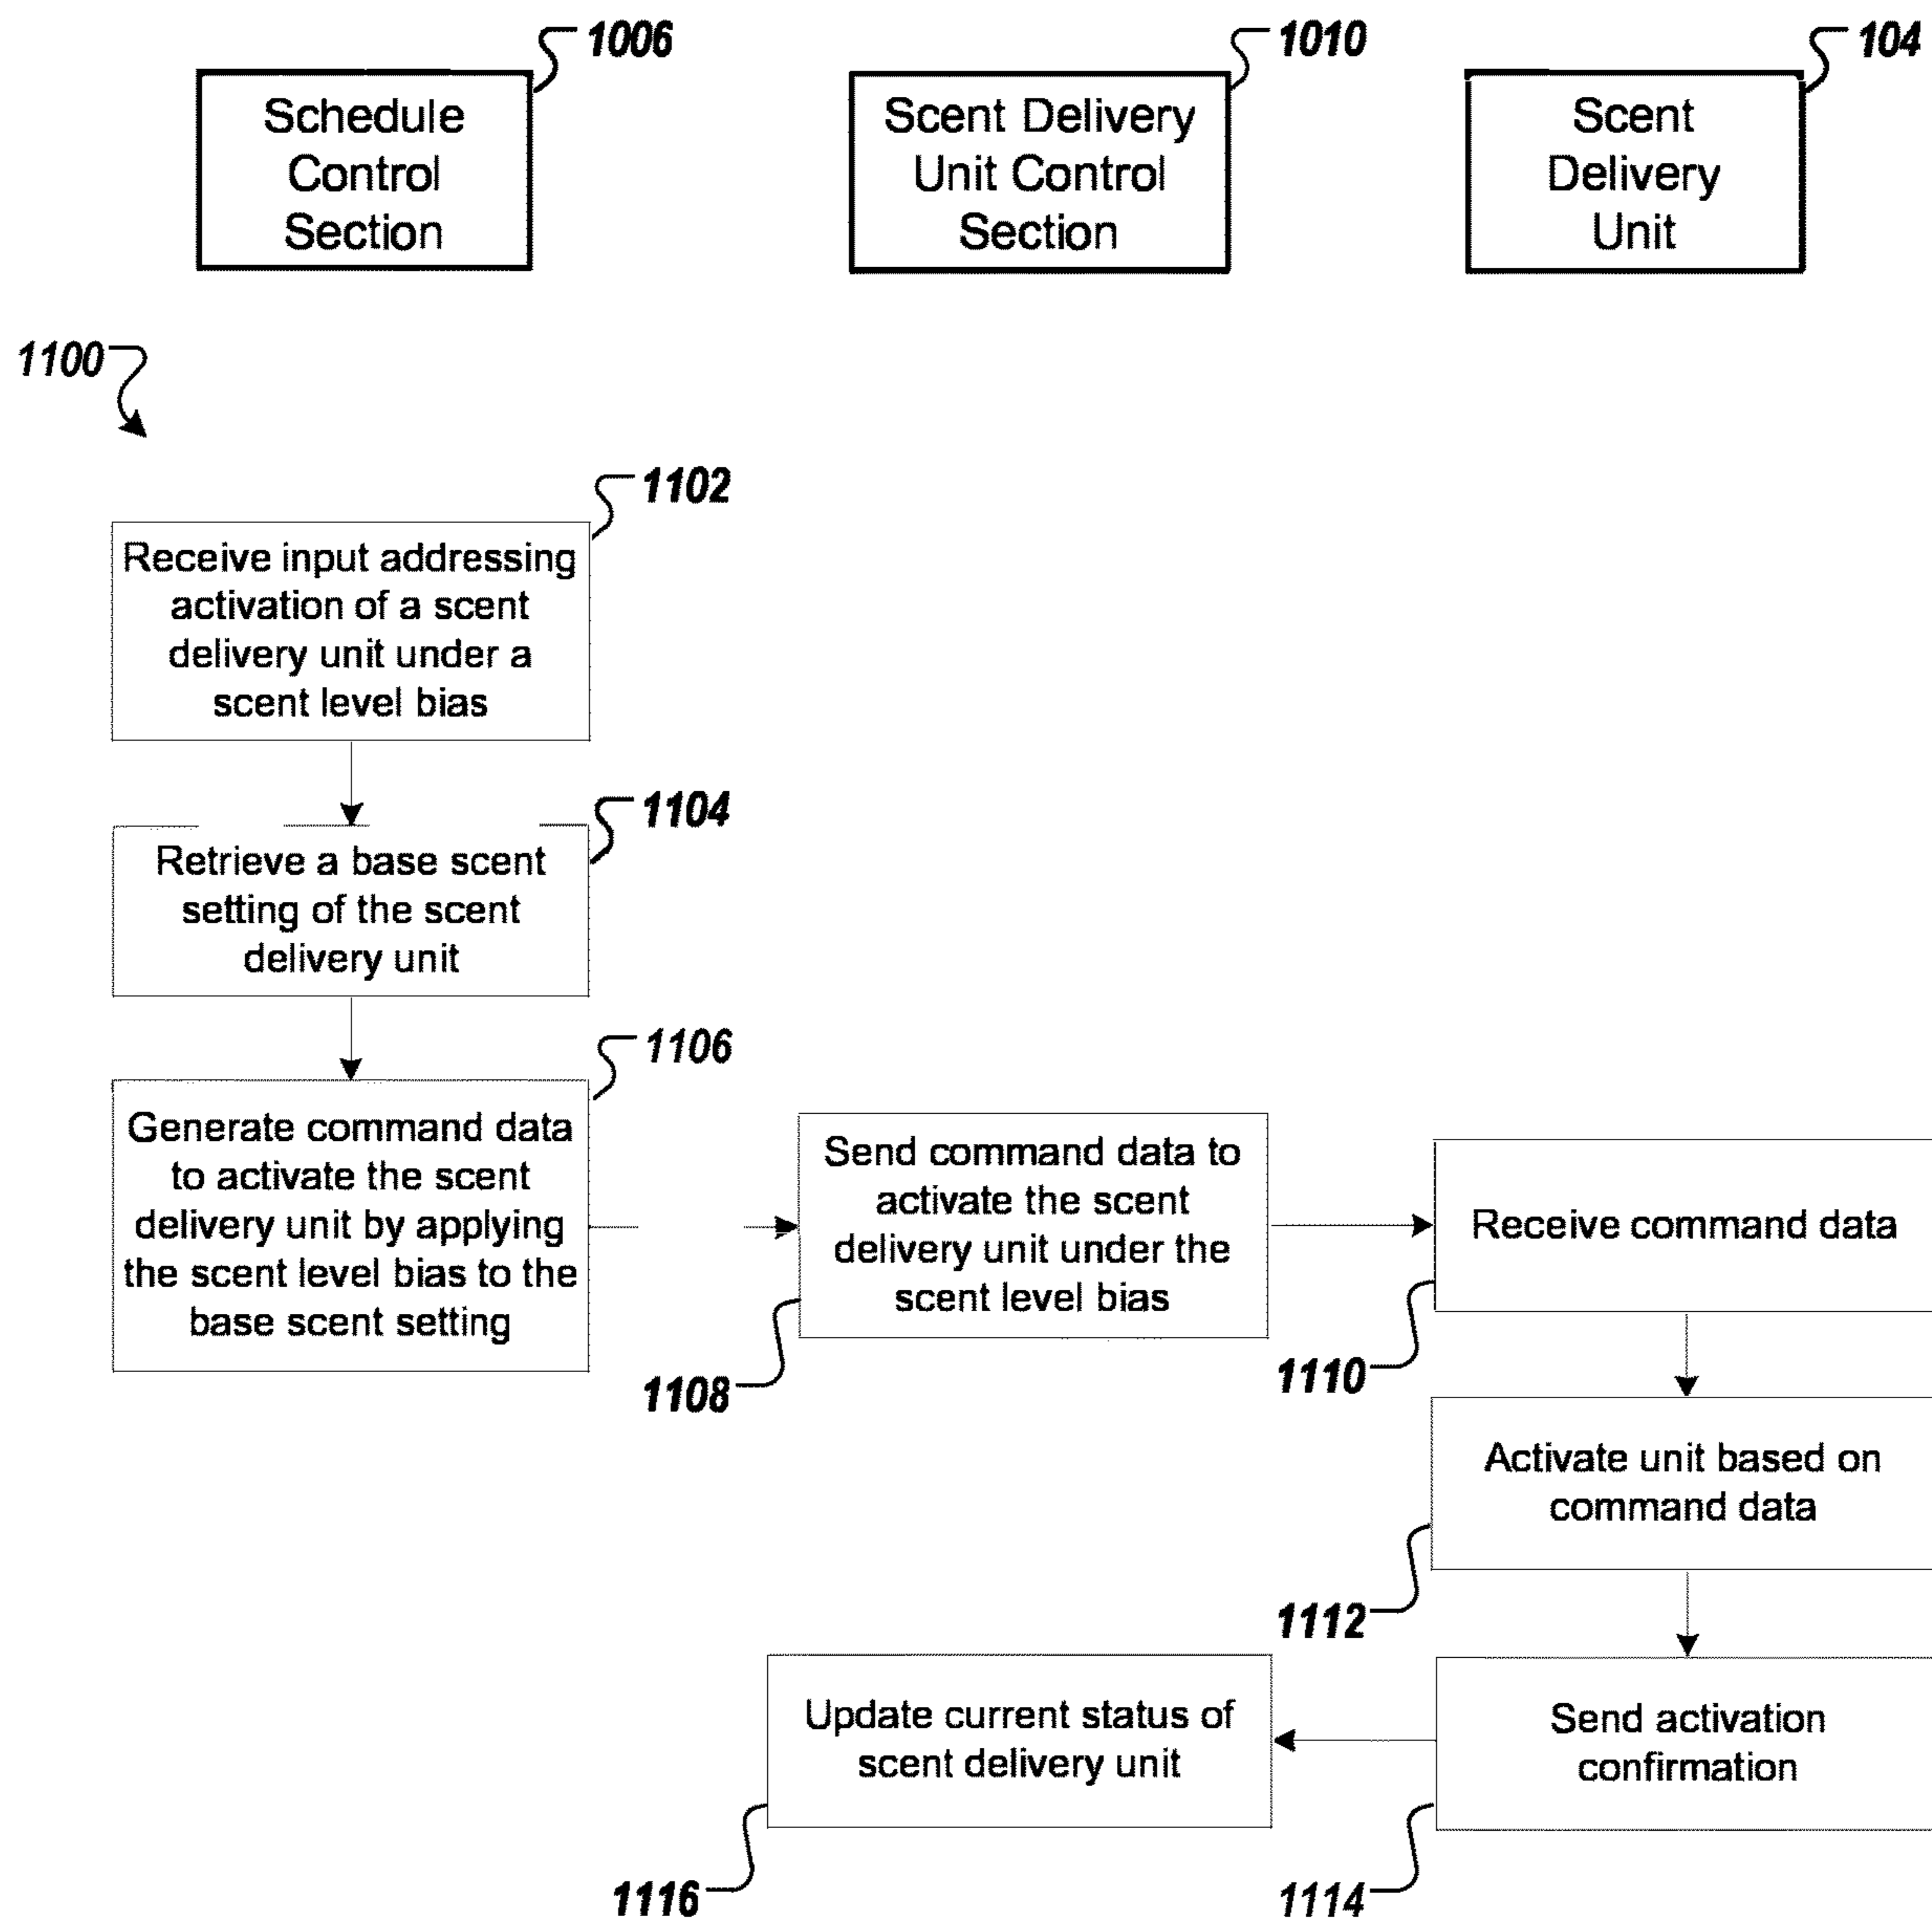 1006
Schedule
Control
Section
1010
Scent Delivery
Unit Control
Section
104
Scent
Delivery
Unit
1100
1102
Receive input addressing
activation of a scent
delivery unit under a
scent level bias
1104
Retrieve a base scent
setting of the scent
delivery unit
1106
Generate command data
to activate the scent
delivery unit by applying
the scent level bias to the
base scent setting
Send command data to
activate the scent
delivery unit under the
scent level bias
1108
Receive command data
1110
Activate unit based on
command data
1112
Send activation
confirmation
1114
Update current status of
scent delivery unit
1116